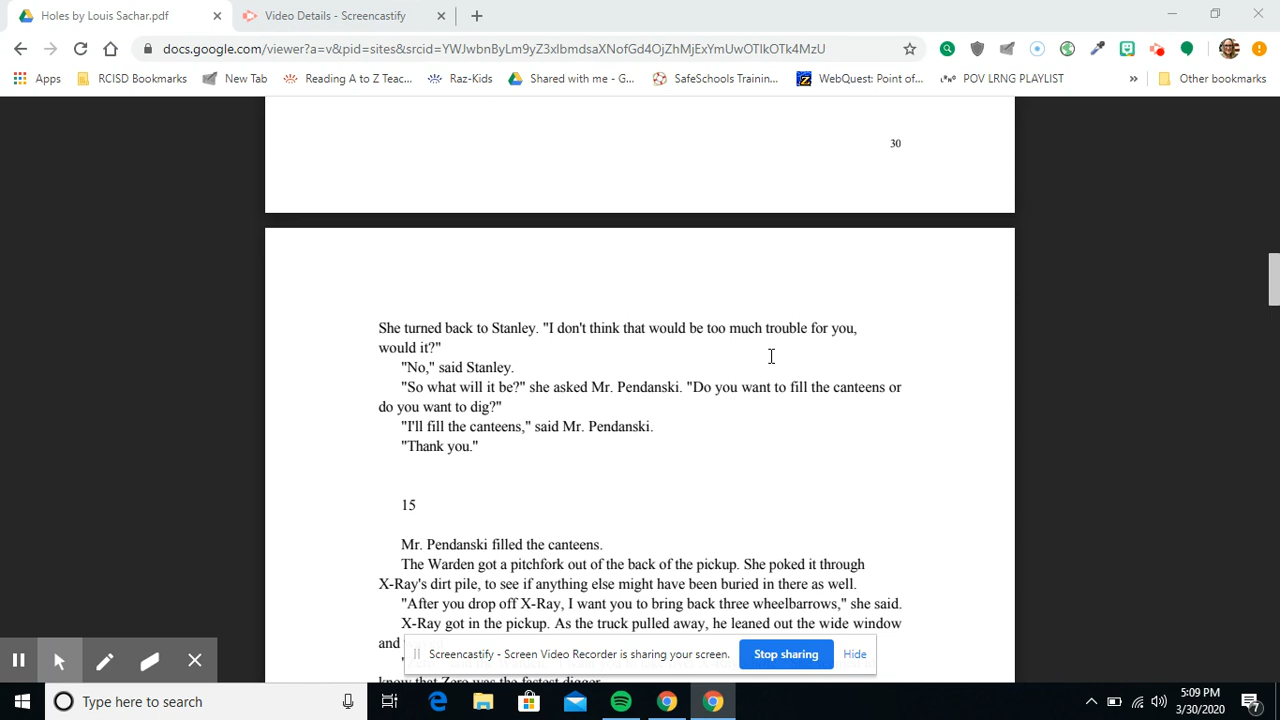 Holes by Louis Sachar.pdf
Video Details - Screencastify
docs.google.com/viewer?a=v&pid=sites&srcid=YWJwbnByLm9yZ3xlbmdsaXNofGd4OjZhMjExYmUwOTlkOTk4MzU
Apps
RCISD Bookmarks
New Tab
Reading A to Z Teac...
Raz-Kids
Shared with me - G...
SafeSchools Trainin...
WebQuest: Point of...
POV LRNG PLAYLIST
»
Other bookmarks
30
She turned back to Stanley. "I don't think that would be too much trouble for you,
would it?"
"No," said Stanley.
"So what will it be?" she asked Mr. Pendanski. "Do you want to fill the canteens or
do you want to dig?"
"I'll fill the canteens," said Mr. Pendanski.
"Thank you."
15
Mr. Pendanski filled the canteens.
The Warden got a pitchfork out of the back of the pickup. She poked it through
X-Ray's dirt pile, to see if anything else might have been buried in there as well.
"After you drop off X-Ray, I want you to bring back three wheelbarrows," she said.
X-Ray got in the pickup. As the truck pulled away, he leaned out the wide window
and
know that Zero was the fastest digger.
Screencastify - Screen Video Recorder is sharing your screen.
Stop sharing
Hide
Type here to search
5:09 PM
3/30/2020
7